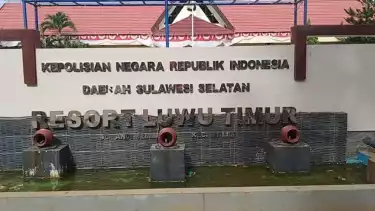 KEPOLISIAN NEGARA REPUBLIK INDONESIA
DAERAH SULAWESI SELATAN
RESORT LUWU TIMUR